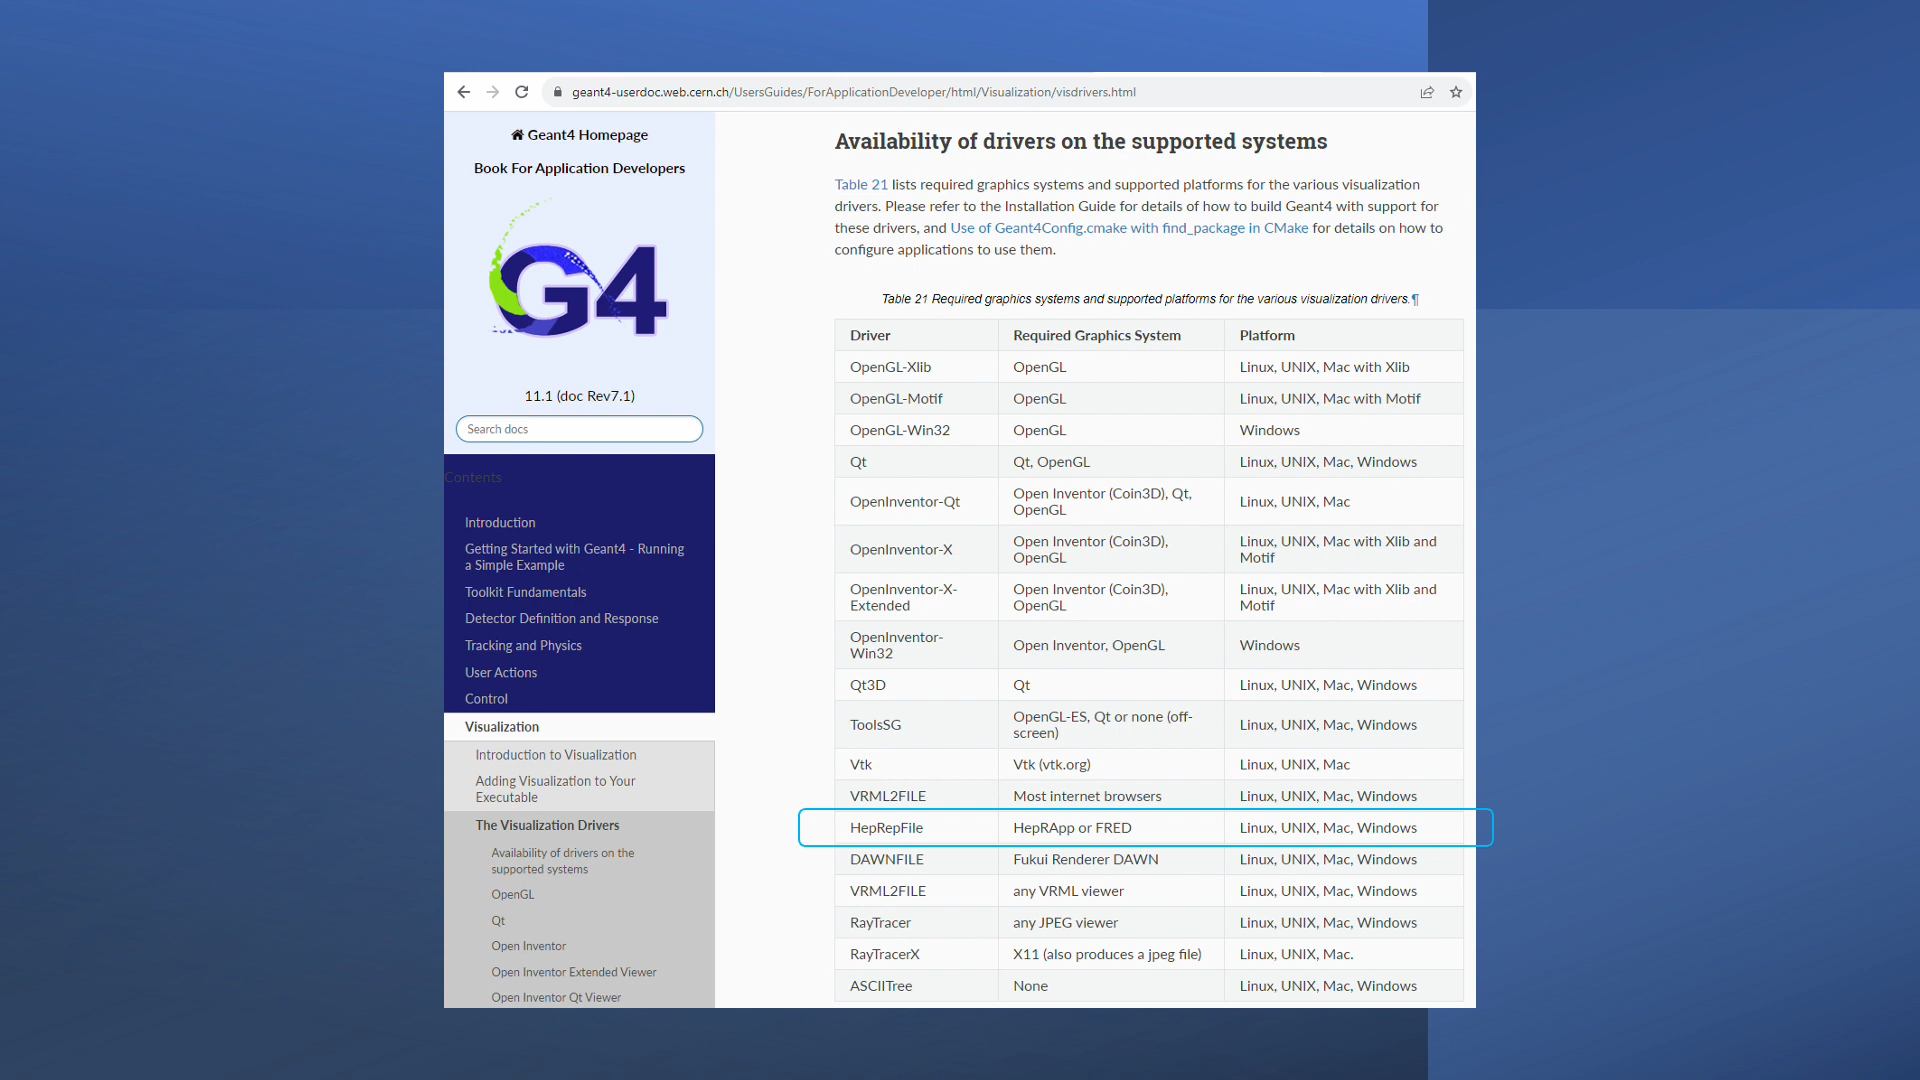 geant4-userdoc.web.cern.ch/UsersGuides/ForApplicationDeveloper/html/Visualization/visdrivers.html
Geant4 Homepage
Book For Application Developers
G4
11.1 (doc Rev7.1)
Search docs
Contents
Introduction
Getting Started with Geant4 - Running
a Simple Example
Toolkit Fundamentals
Detector Definition and Response
Tracking and Physics
User Actions
Control
Visualization
Introduction to Visualization
Adding Visualization to Your
Executable
The Visualization Drivers
Availability of drivers on the
supported systems
OpenGL
Qt
Open Inventor
Open Inventor Extended Viewer
Open Inventor Qt Viewer
Availability of drivers on the supported systems
Table 21 lists required graphics systems and supported platforms for the various visualization
drivers. Please refer to the Installation Guide for details of how to build Geant4 with support for
these drivers, and Use of Geant4Config.cmake with find_package in CMake for details on how to
configure applications to use them.
Table 21 Required graphics systems and supported platforms for the various visualization drivers.¶
Driver Required Graphics System Platform
OpenGL-Xlib OpenGL Linux, UNIX, Mac with Xlib
OpenGL-Motif OpenGL Linux, UNIX, Mac with Motif
OpenGL-Win32 OpenGL Windows
Qt Qt, OpenGL Linux, UNIX, Mac, Windows
OpenInventor-Qt Open Inventor (Coin3D), Qt,
OpenGL Linux, UNIX, Mac
OpenInventor-X Open Inventor (Coin3D),
OpenGL Linux, UNIX, Mac with Xlib and
Motif
OpenInventor-X-
Extended Open Inventor (Coin3D),
OpenGL Linux, UNIX, Mac with Xlib and
Motif
OpenInventor-
Win32 Open Inventor, OpenGL Windows
Qt3D Qt Linux, UNIX, Mac, Windows
ToolsSG OpenGL-ES, Qt or none (off-
screen) Linux, UNIX, Mac, Windows
Vtk Vtk (vtk.org) Linux, UNIX, Mac
VRML2FILE Most internet browsers Linux, UNIX, Mac, Windows
HepRepFile HepRApp or FRED Linux, UNIX, Mac, Windows
DAWNFILE Fukui Renderer DAWN Linux, UNIX, Mac, Windows
VRML2FILE any VRML viewer Linux, UNIX, Mac, Windows
RayTracer any JPEG viewer Linux, UNIX, Mac, Windows
RayTracerX X11 (also produces a jpeg file) Linux, UNIX, Mac.
ASCIITree None Linux, UNIX, Mac, Windows